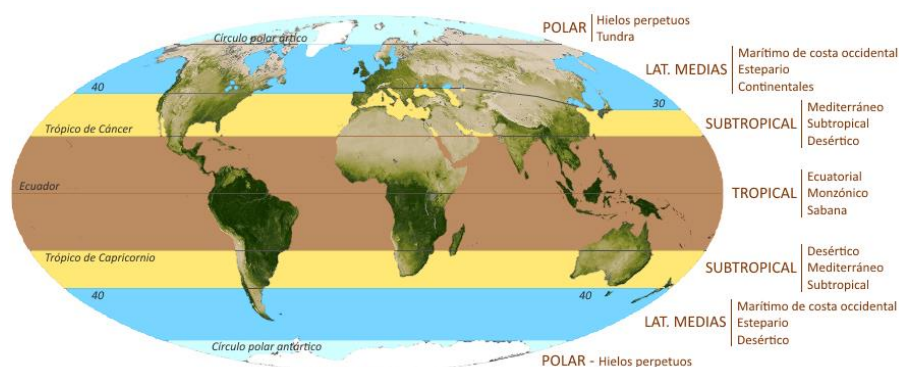 POLAR
Hielos perpetuos
Tundra
Círculo polar ártico
LAT. MEDIAS
Marítimo de costa occidental
Estepario
Continentales
40
30
SUBTROPICAL
Mediterráneo
Subtropical
Desértico
Trópico de Cáncer
Ecuador
TROPICAL
Ecuatorial
Monzónico
Sabana
Trópico de Capricornio
SUBTROPICAL
Desértico
Mediterráneo
Subtropical
40
40
LAT. MEDIAS
Marítimo de costa occidental
Estepario
Desértico
Círculo polar antártico
POLAR - Hielos perpetuos